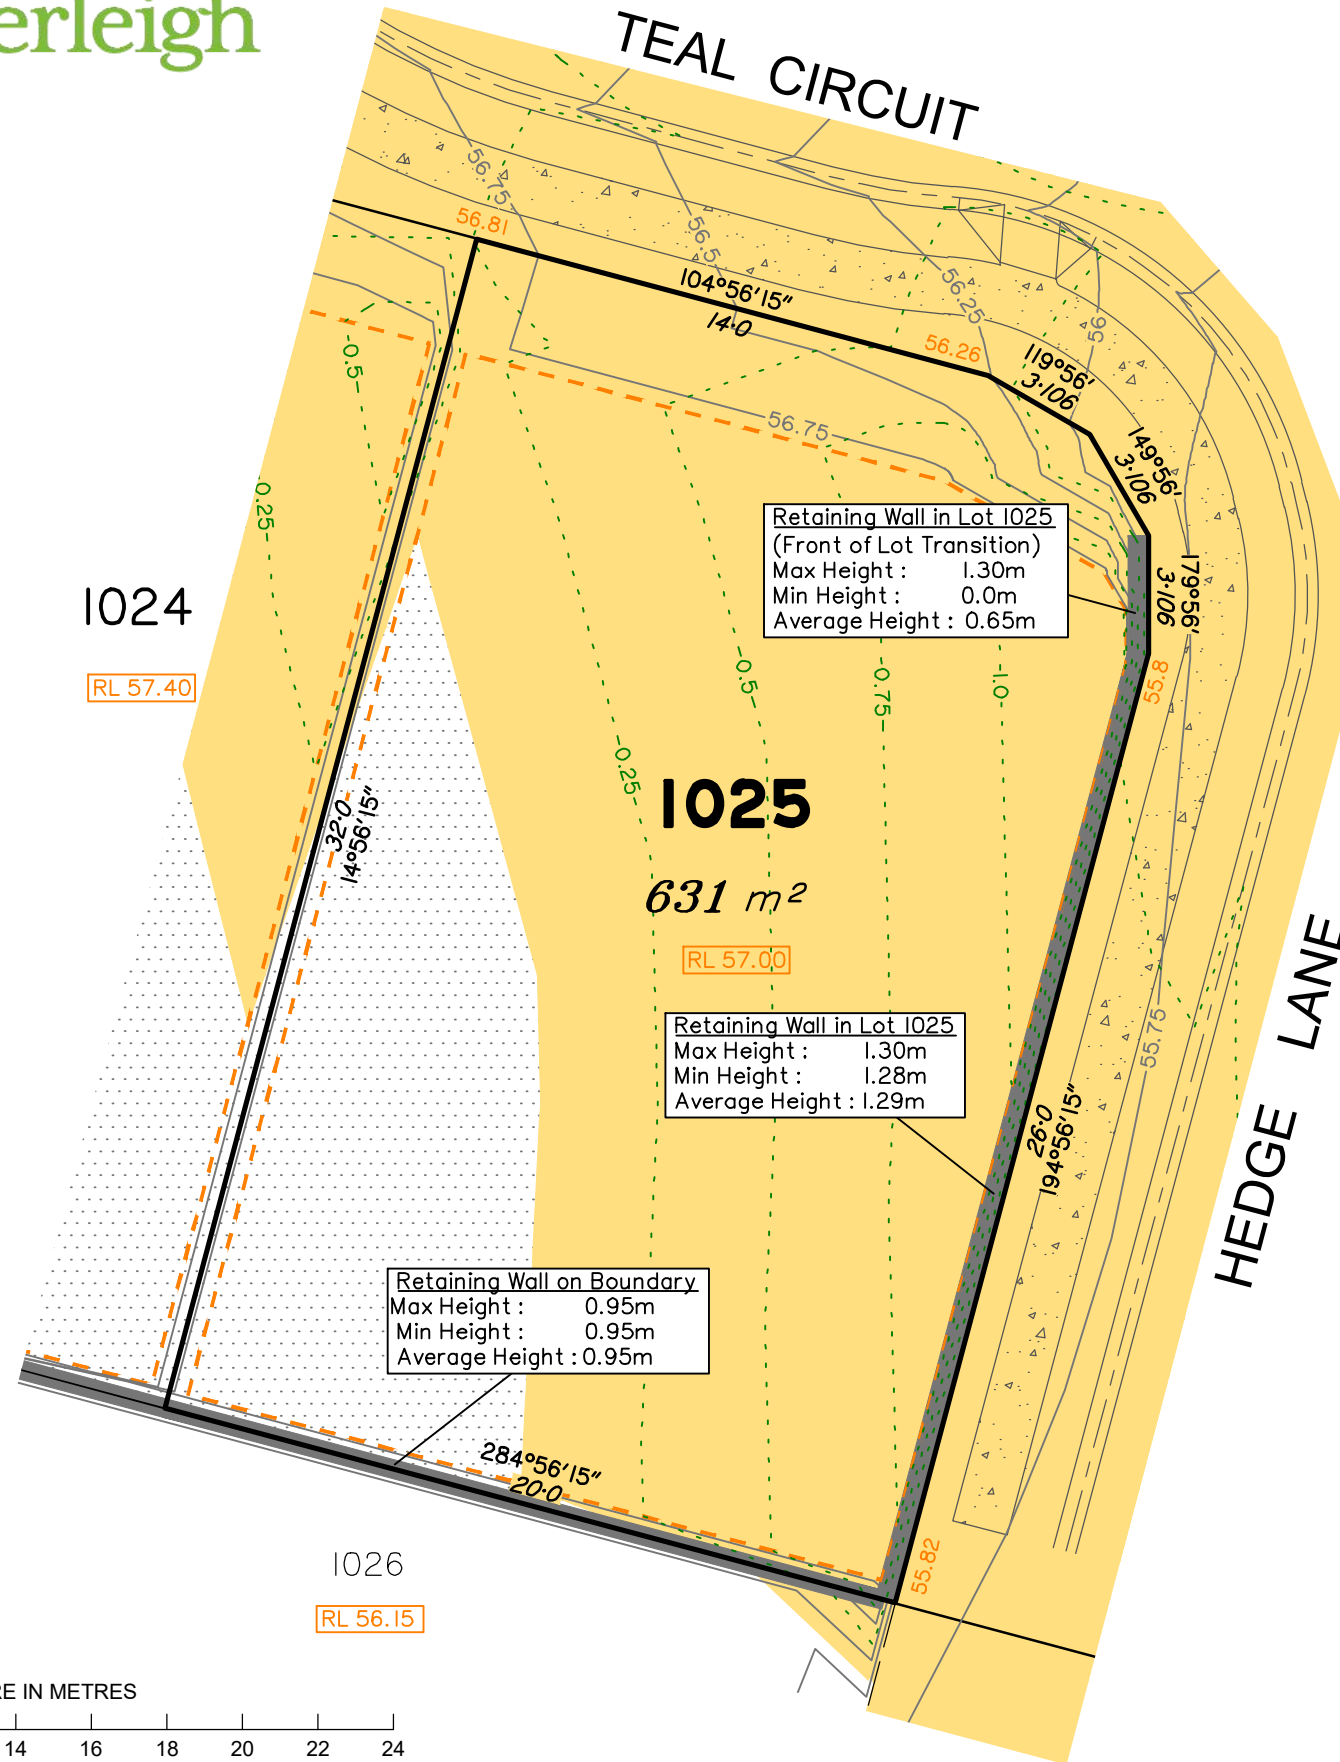 erleigh
TEAL CIRCUIT
56.75
56.81
56.5
104°56'15"
14·0
56.25
56.26
56
119°56'
3·106
0.5
56.75
149°56'
3·106
0.25
Retaining Wall in Lot 1025
(Front of Lot Transition)
Max Height : 1.30m
Min Height : 0.0m
Average Height : 0.65m
179°56'
3·106
1024
RL 57.40
0.5
0.75
1.0
55.8
0.25
1025
32·0
14°56'15"
631 m²
RL 57.00
HEDGE LANE
Retaining Wall in Lot 1025
Max Height : 1.30m
Min Height : 1.28m
Average Height : 1.29m
55.75
26·0
194°56'15"
Retaining Wall on Boundary
Max Height : 0.95m
Min Height : 0.95m
Average Height : 0.95m
284°56'15"
20·0
55.82
1026
RL 56.15
RE IN METRES
14 16 18 20 22 24